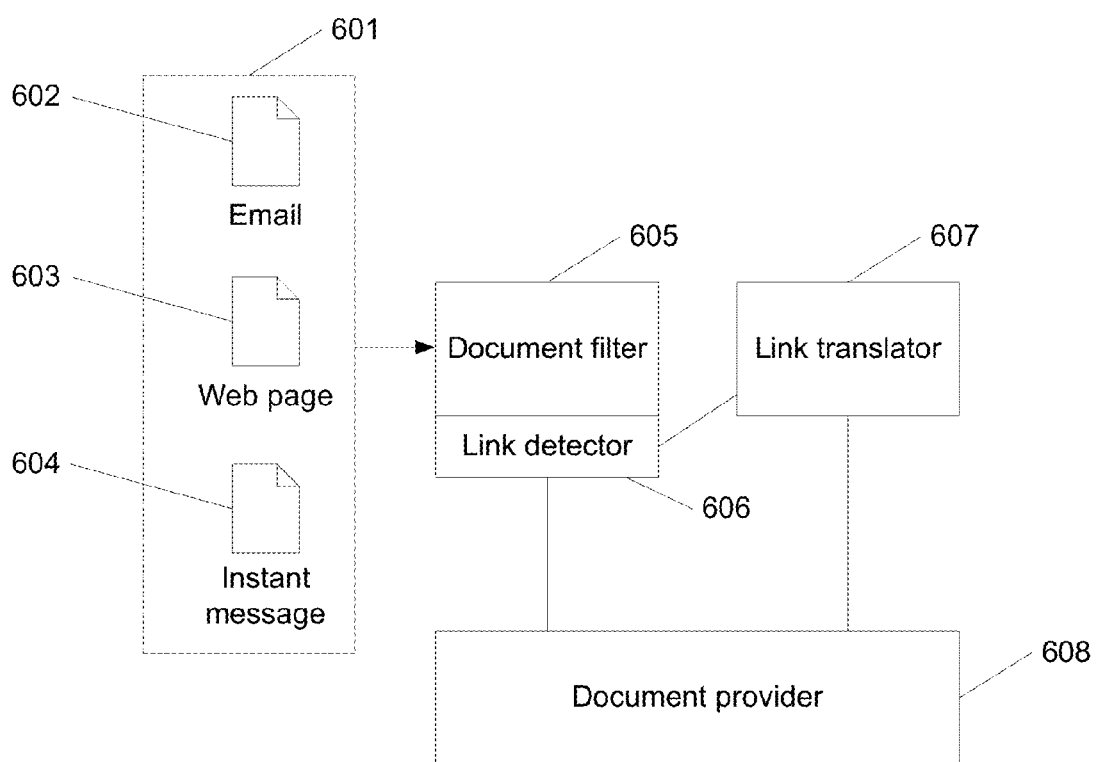 601
602
Email
603
Web page
604
Instant
message
605
Document filter
Link detector
606
607
Link translator
608
Document provider